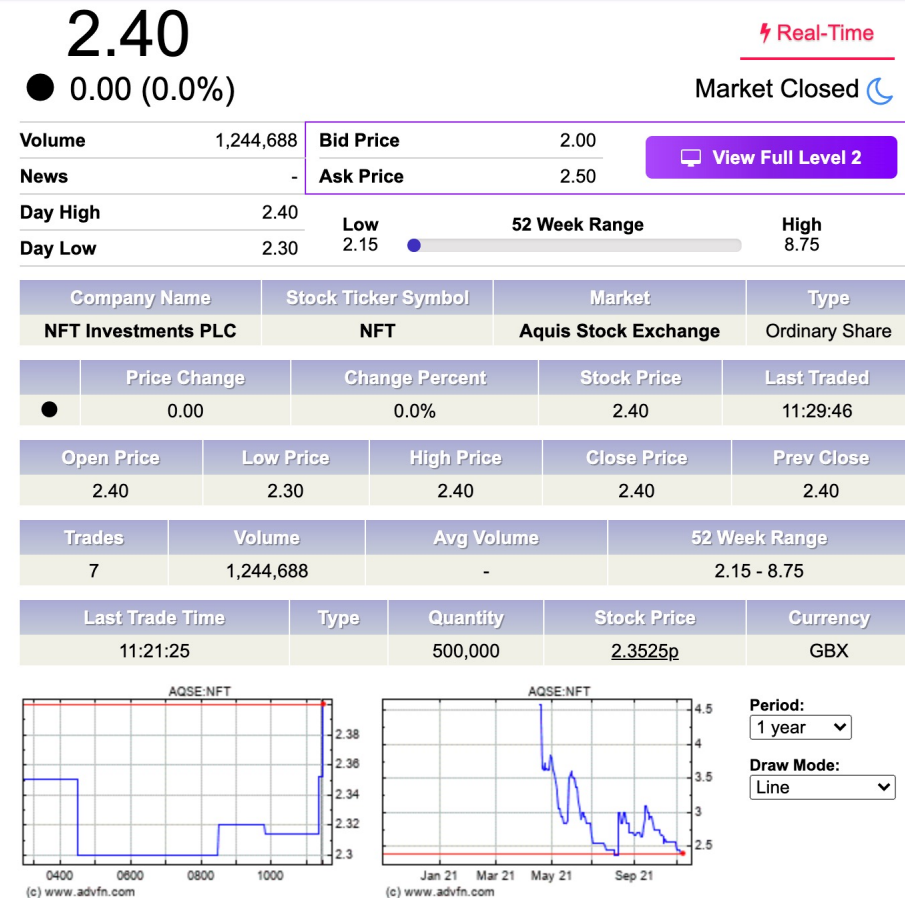 2.40
Real-Time
0.00 (0.0%)
Market Closed
Volume 1,244,688
Bid Price 2.00
View Full Level 2
News -
Ask Price 2.50
Day High 2.40
Low 52 Week Range High
2.15 8.75
Day Low 2.30
Company Name Stock Ticker Symbol Market Type
NFT Investments PLC NFT Aquis Stock Exchange Ordinary Share
Price Change Change Percent Stock Price Last Traded
0.00 0.0% 2.40 11:29:46
Open Price Low Price High Price Close Price Prev Close
2.40 2.30 2.40 2.40 2.40
Trades Volume Avg Volume 52 Week Range
7 1,244,688 - 2.15 - 8.75
Last Trade Time Type Quantity Stock Price Currency
11:21:25 500,000 2.3525p GBX
AQSE:NFT
2.38
2.36
2.34
2.32
2.3
0400 0600 0800 1000
(c) www.advfn.com
AQSE:NFT
4.5
4
3.5
3
2.5
Jan 21 Mar 21 May 21 Sep 21
(c) www.advfn.com
Period:
1 year
Draw Mode:
Line